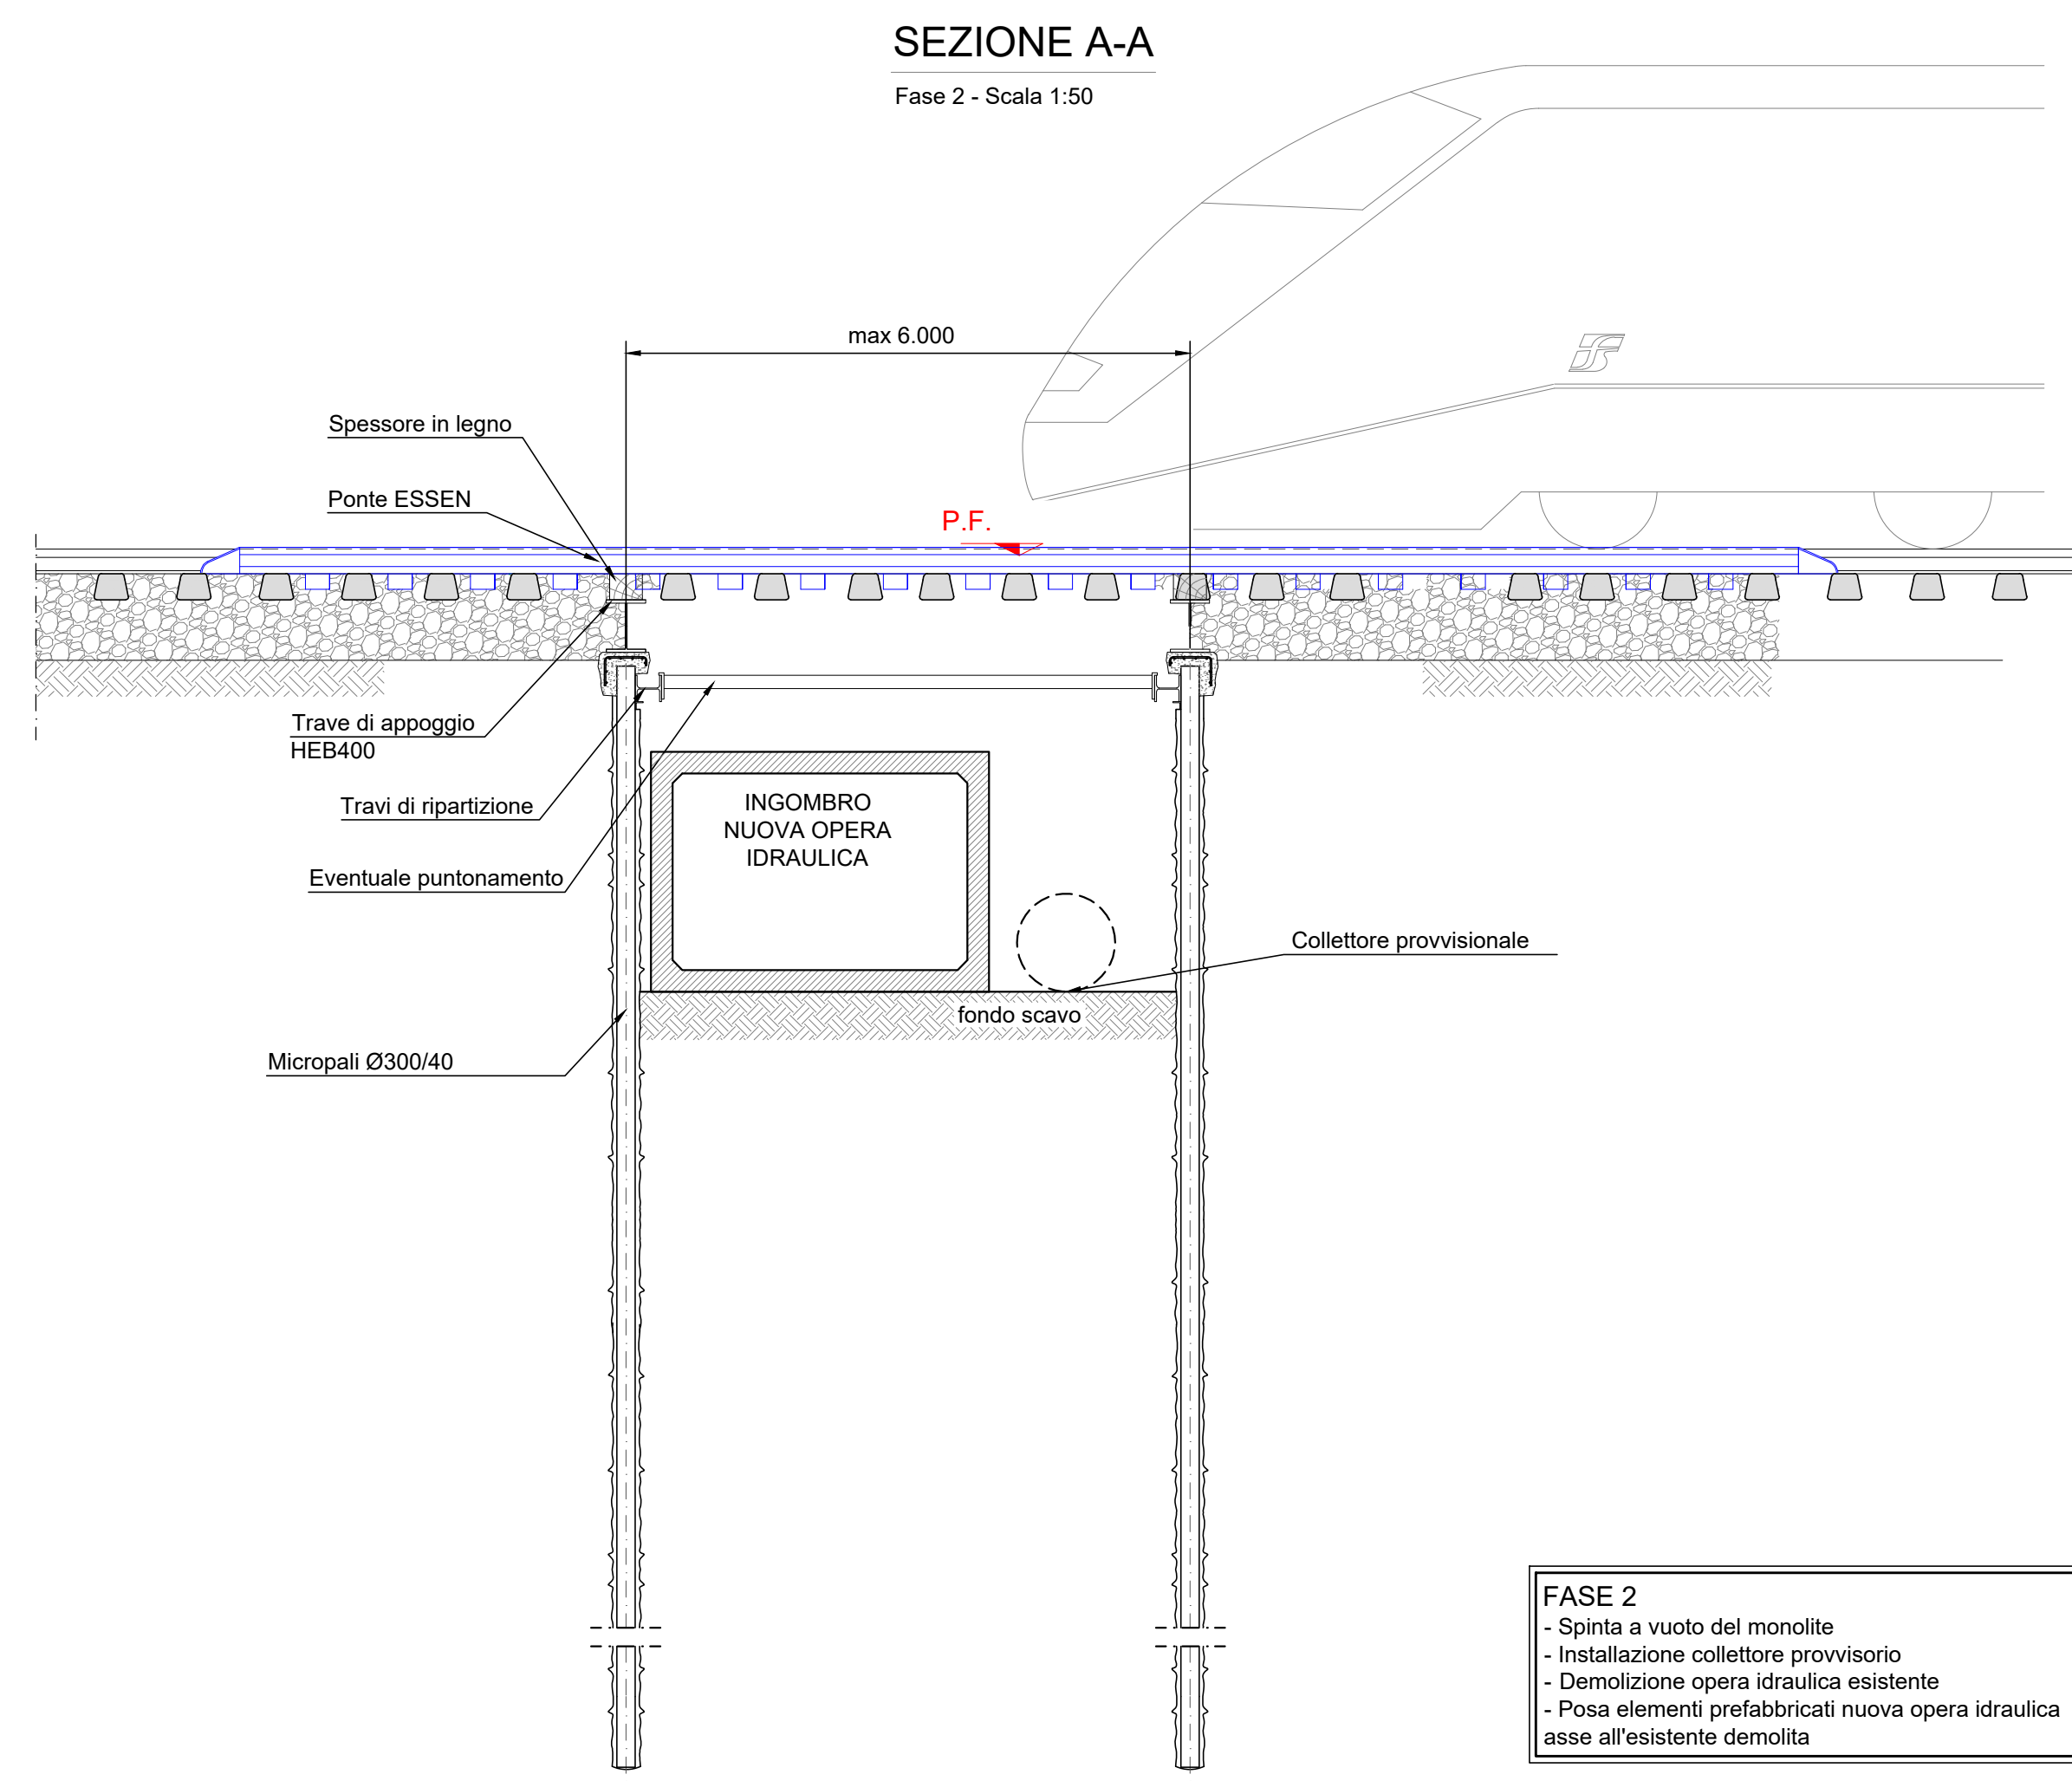 SEZIONE A-A
Fase 2 - Scala 1:50
max 6.000
Spessore in legno
Ponte ESSEN
P.F.
Trave di appoggio
HEB400
Travi di ripartizione
Eventuale puntonamento
INGOMBRO
NUOVA OPERA
IDRAULICA
Collettore provvisionale
fondo scavo
Micropali Ø300/40
FASE 2
- Spinta a vuoto del monolite
- Installazione collettore provvisorio
- Demolizione opera idraulica esistente
- Posa elementi prefabbricati nuova opera idraulica
asse all'esistente demolita